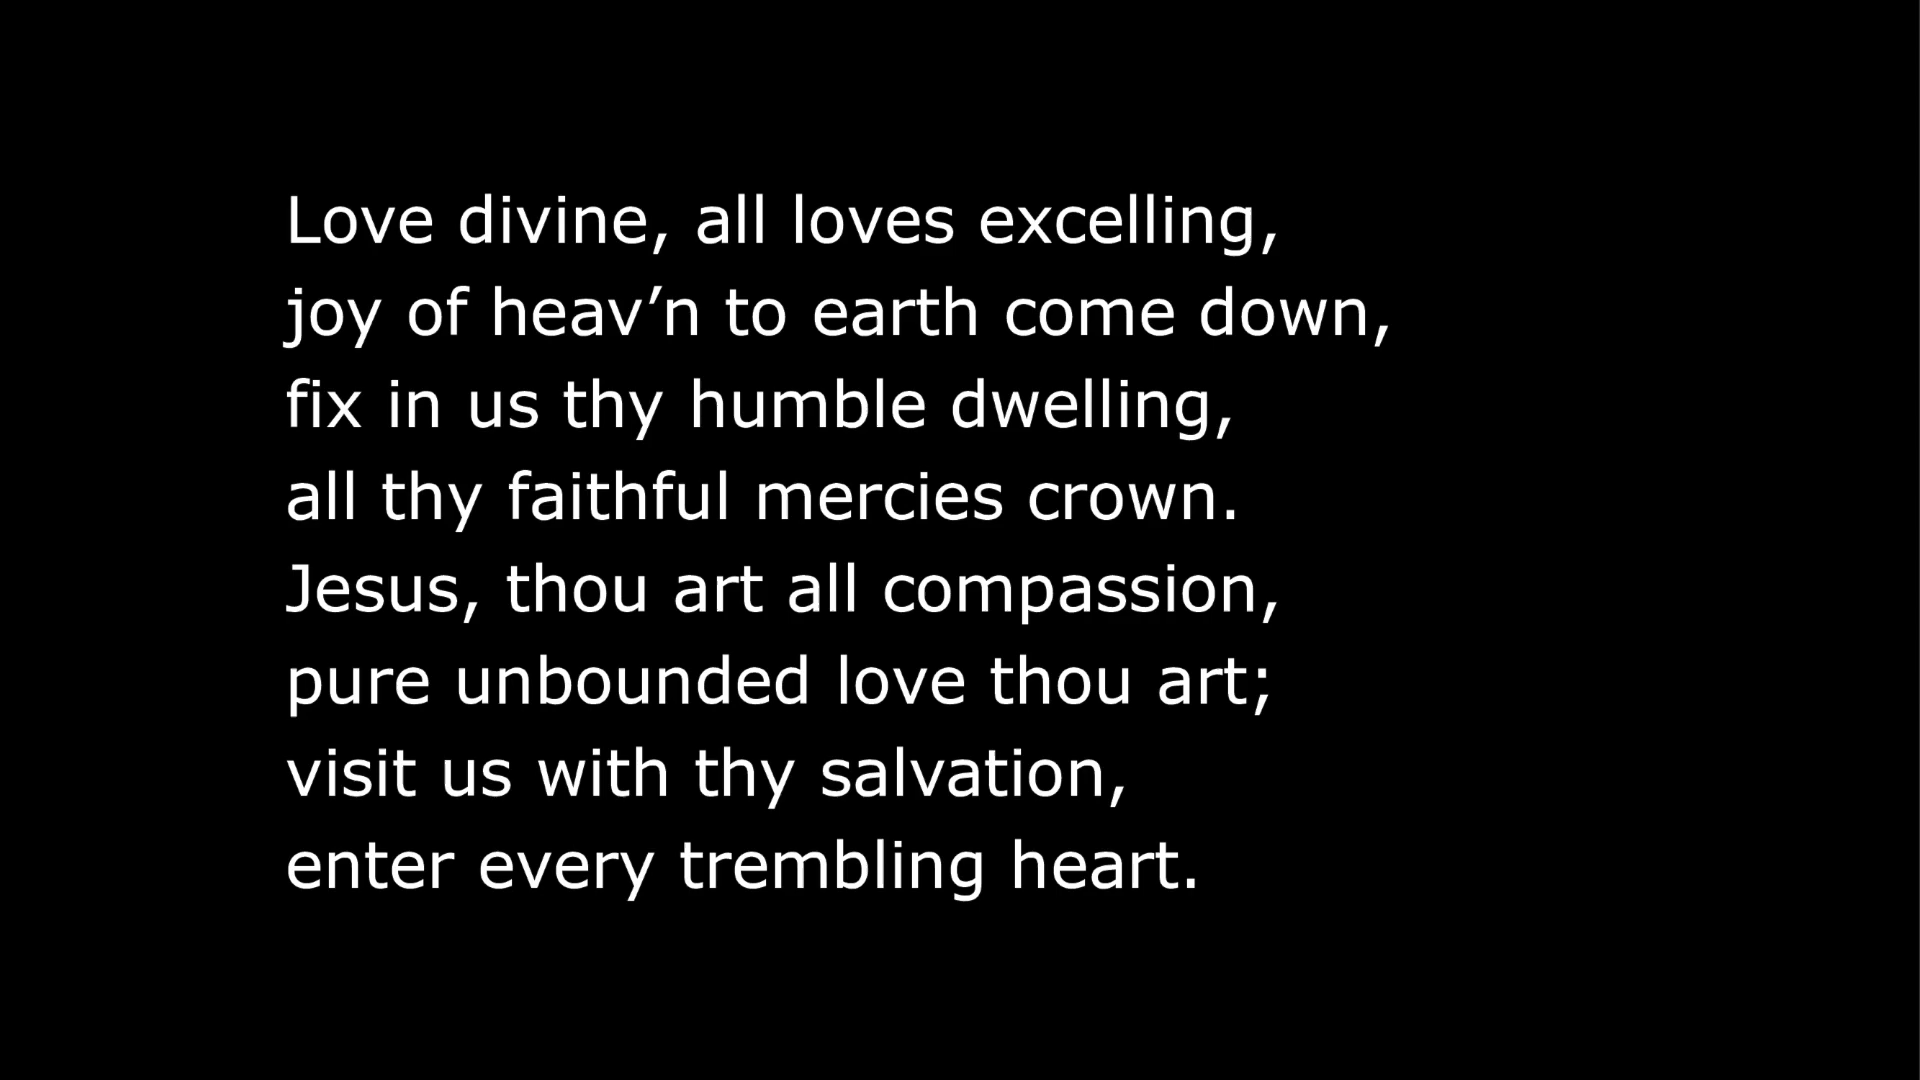 Love divine, all loves excelling,
joy of heav’n to earth come down,
fix in us thy humble dwelling,
all thy faithful mercies crown.
Jesus, thou art all compassion,
pure unbounded love thou art;
visit us with thy salvation,
enter every trembling heart.